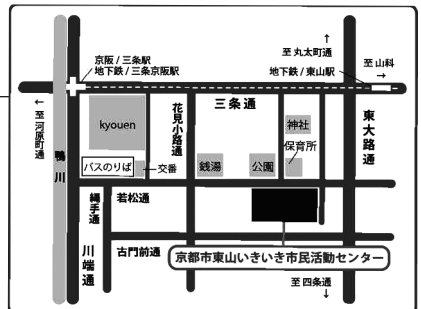 ↑
至丸太町通
京阪/三条駅
地下鉄/三条京阪駅
地下鉄/東山駅
至山科
→
←
至河原町通
鴨川
kyouen
バスのりば
交番
花見小路通
三条通
神社
保育所
銭湯
公園
東大路通
縄手通
若松通
川端通
古門前通
京都市東山いきいき市民活動センター
至四条通
↓